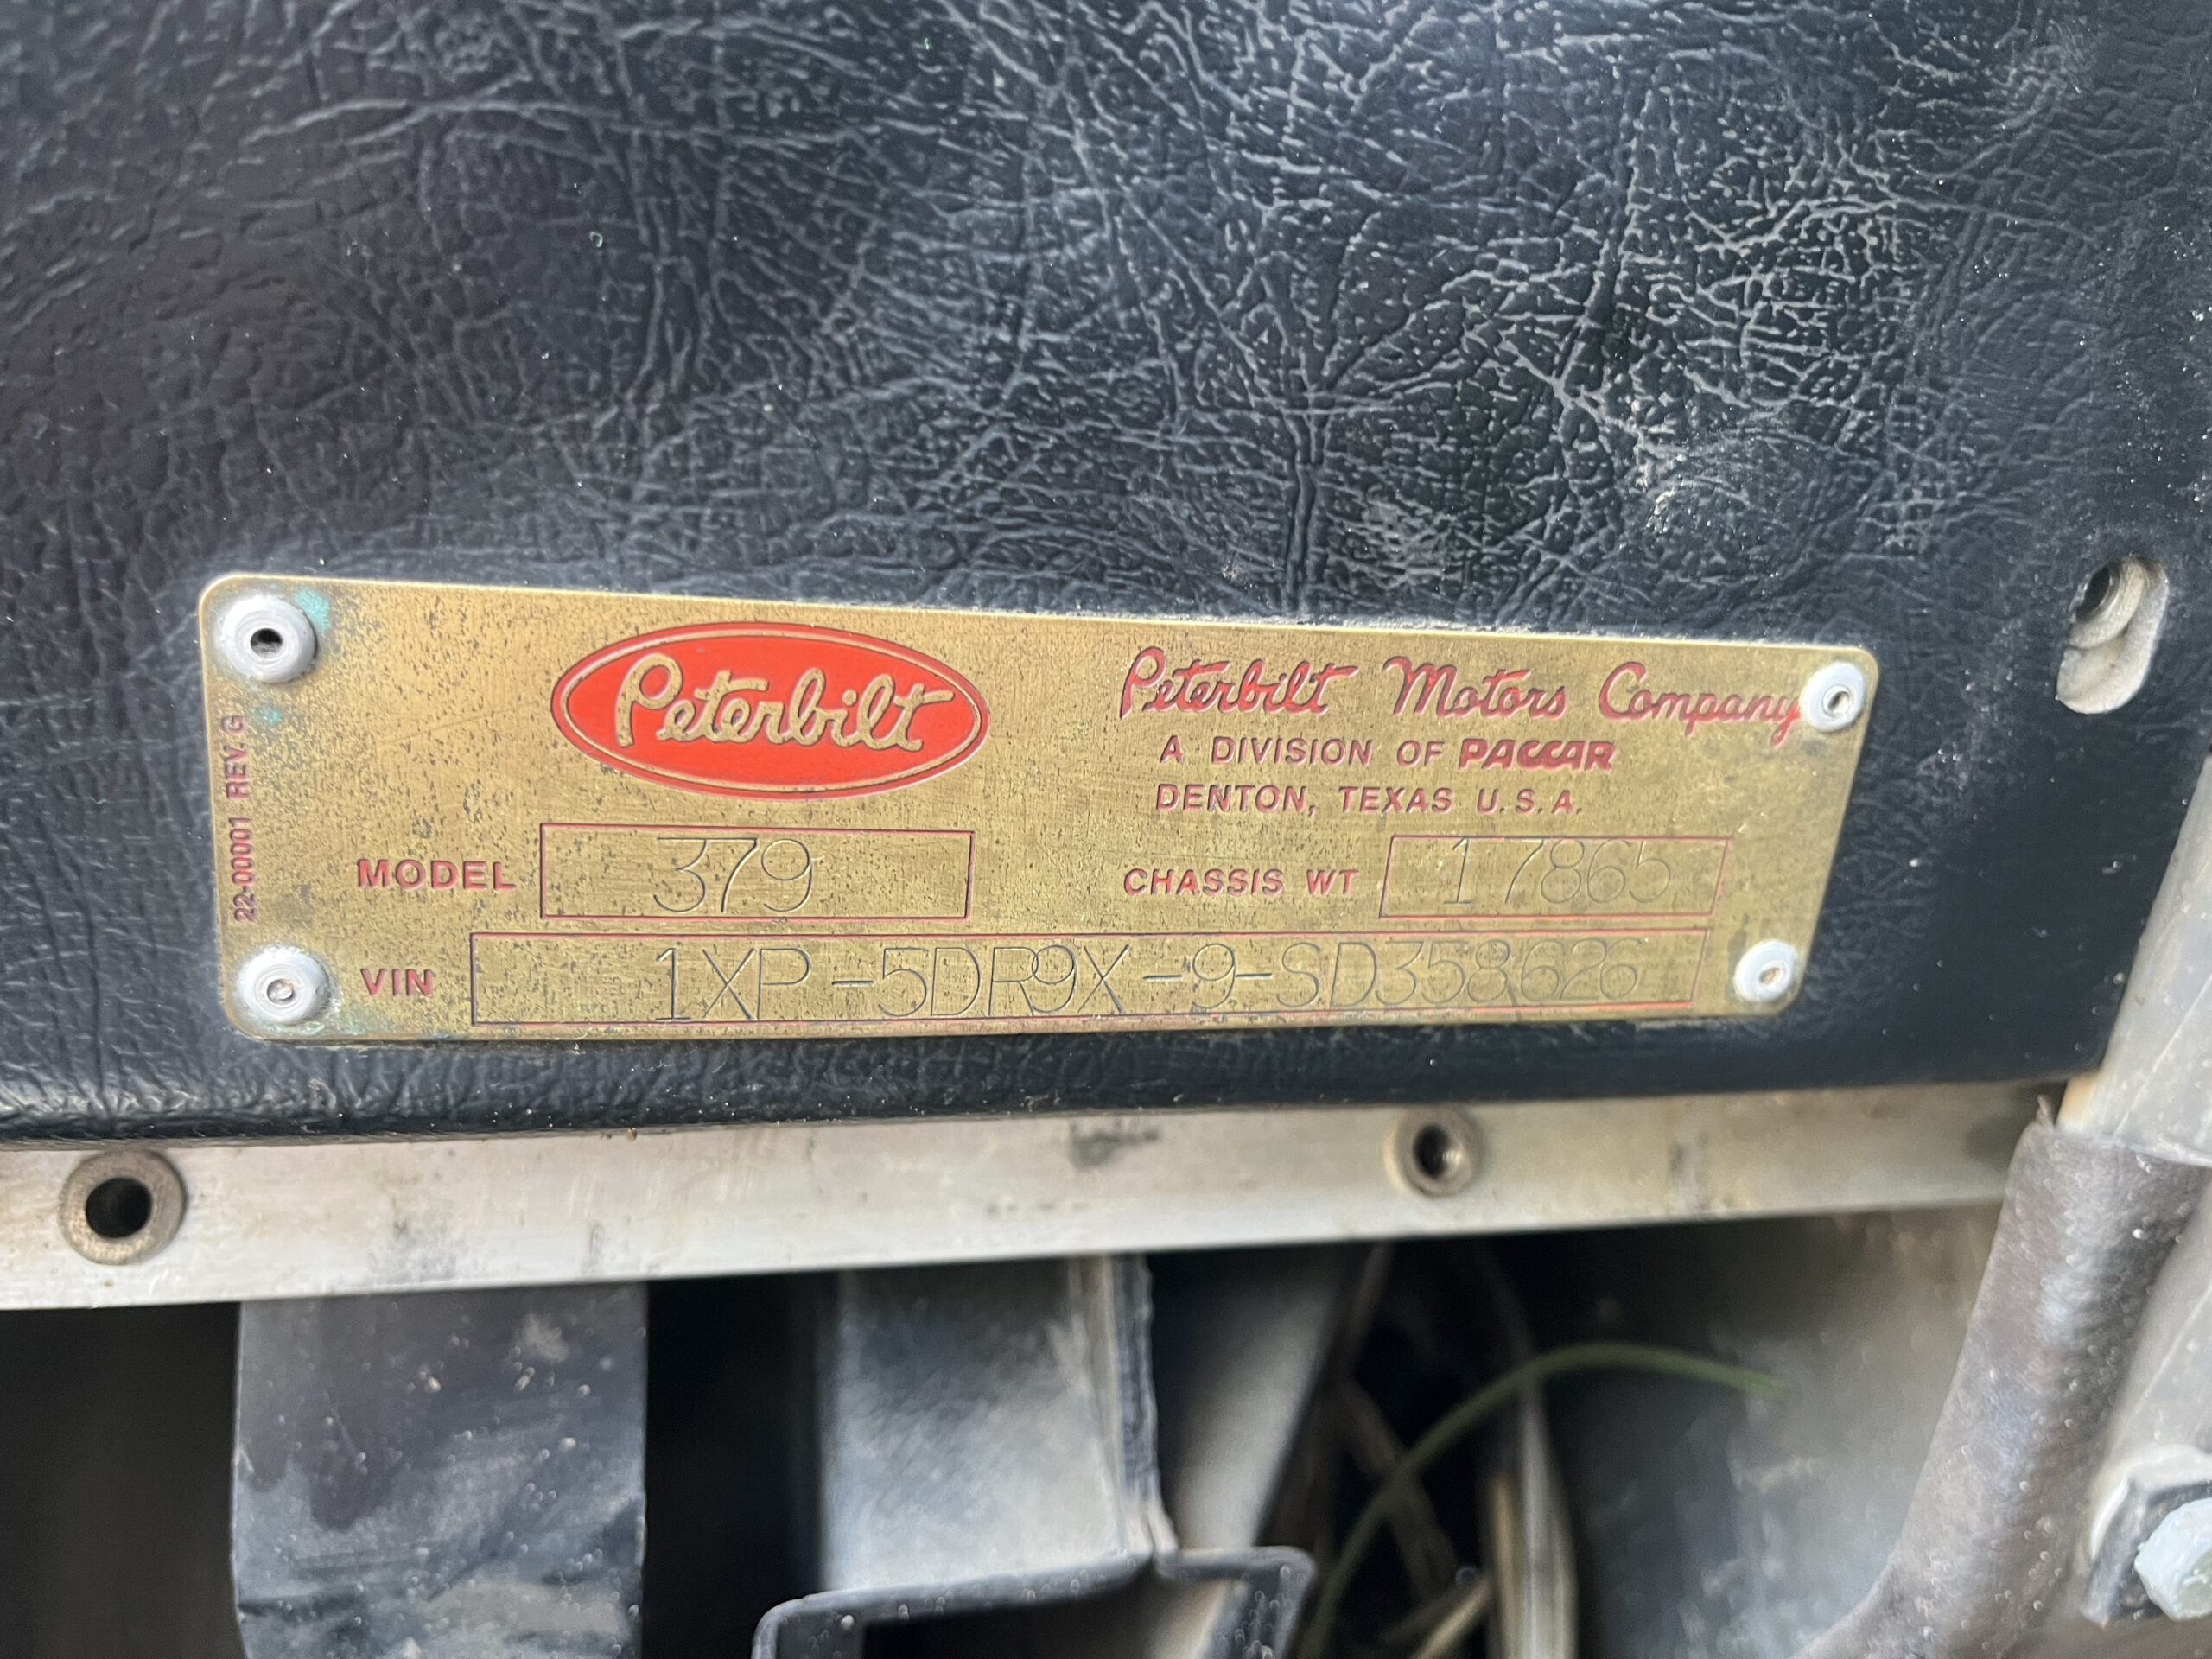 Peterbilt
Peterbilt Motors Company
A DIVISION OF PACCAR
DENTON, TEXAS U.S.A.
22-00001 REV. G
MODEL 379
CHASSIS WT 17865
VIN 1XP-5DR9X-9-SD358626